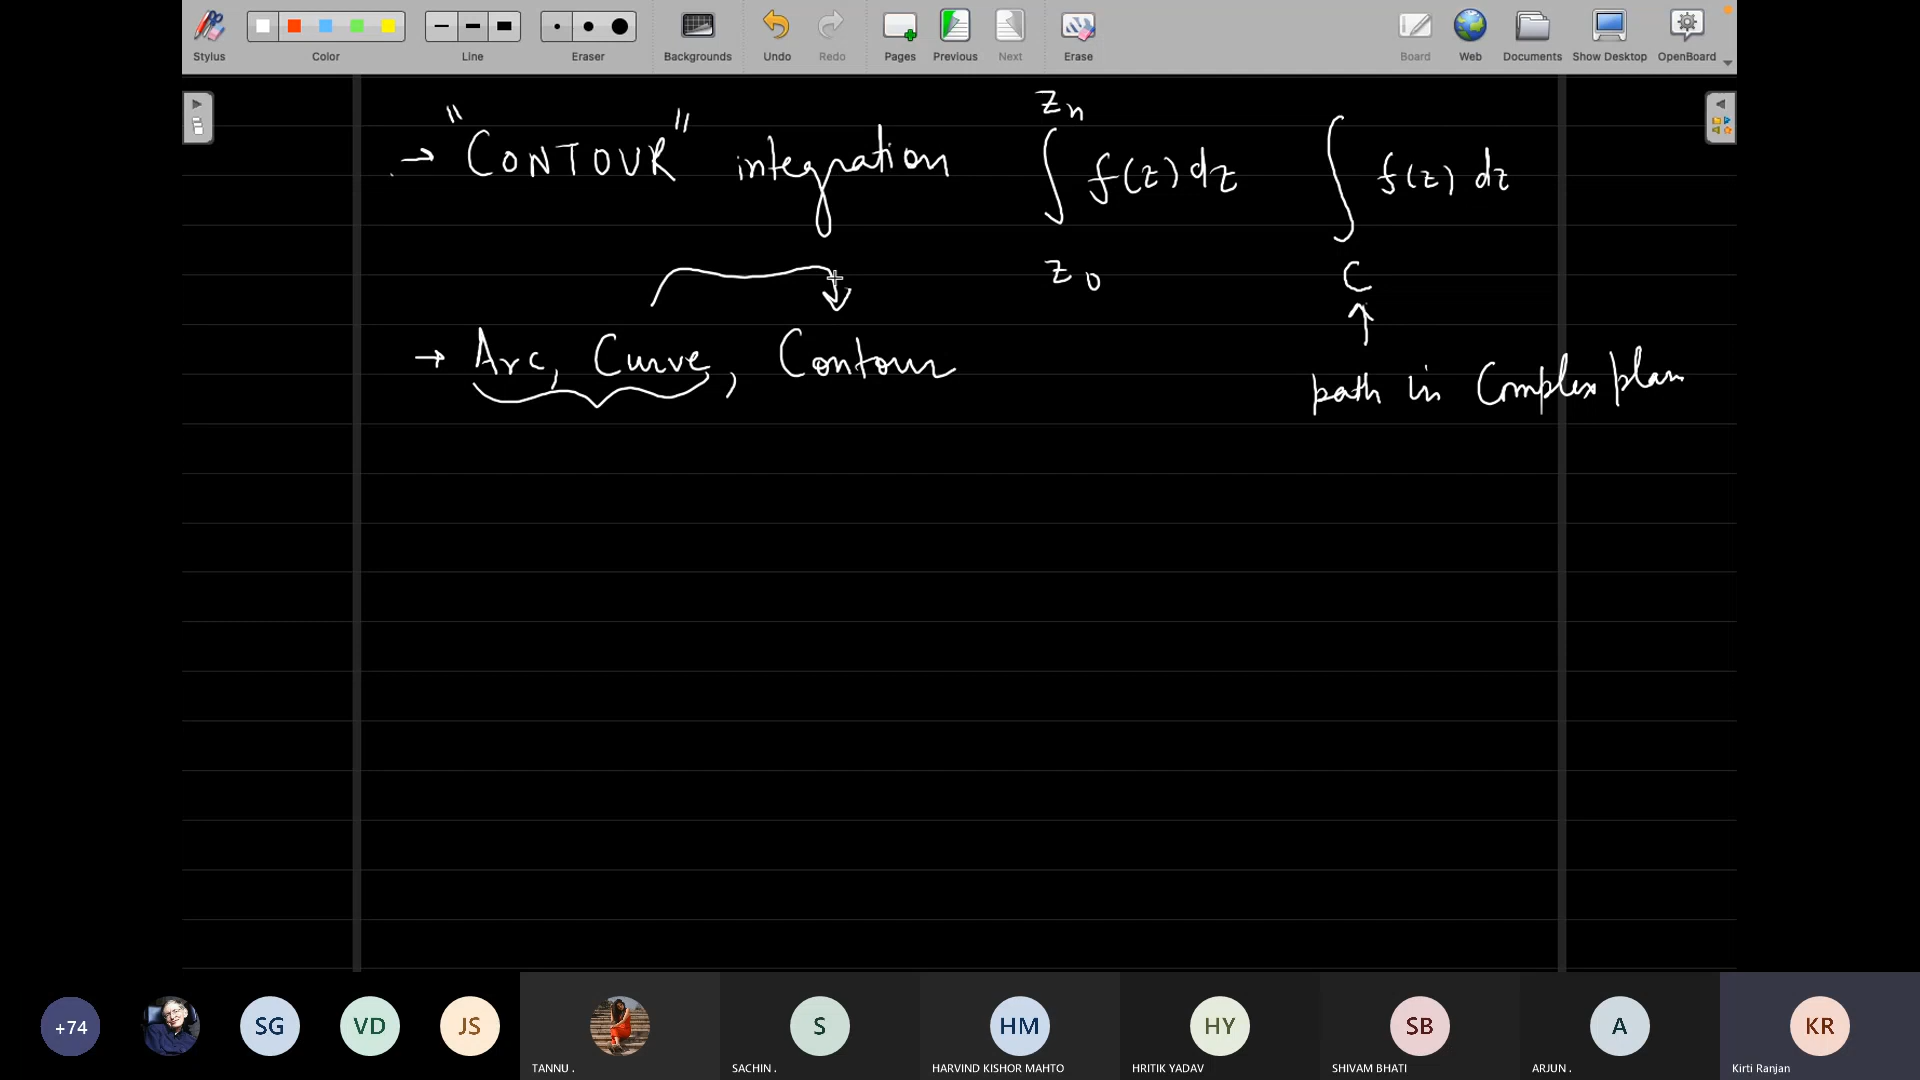 Stylus Color Line Eraser Backgrounds Undo Redo Pages Previous Next Erase Board Web Documents Show Desktop OpenBoard
→ "CONTOUR" integration ∫ f(z) dz ∫ f(z) dz
zn
z0 C
→ Arc, Curve, Contour
path in Complex plan
+74 SG VD JS S HM HY SB A KR
TANNU . SACHIN . HARVIND KISHOR MAHTO HRITIK YADAV SHIVAM BHATI ARJUN . Kirti Ranjan